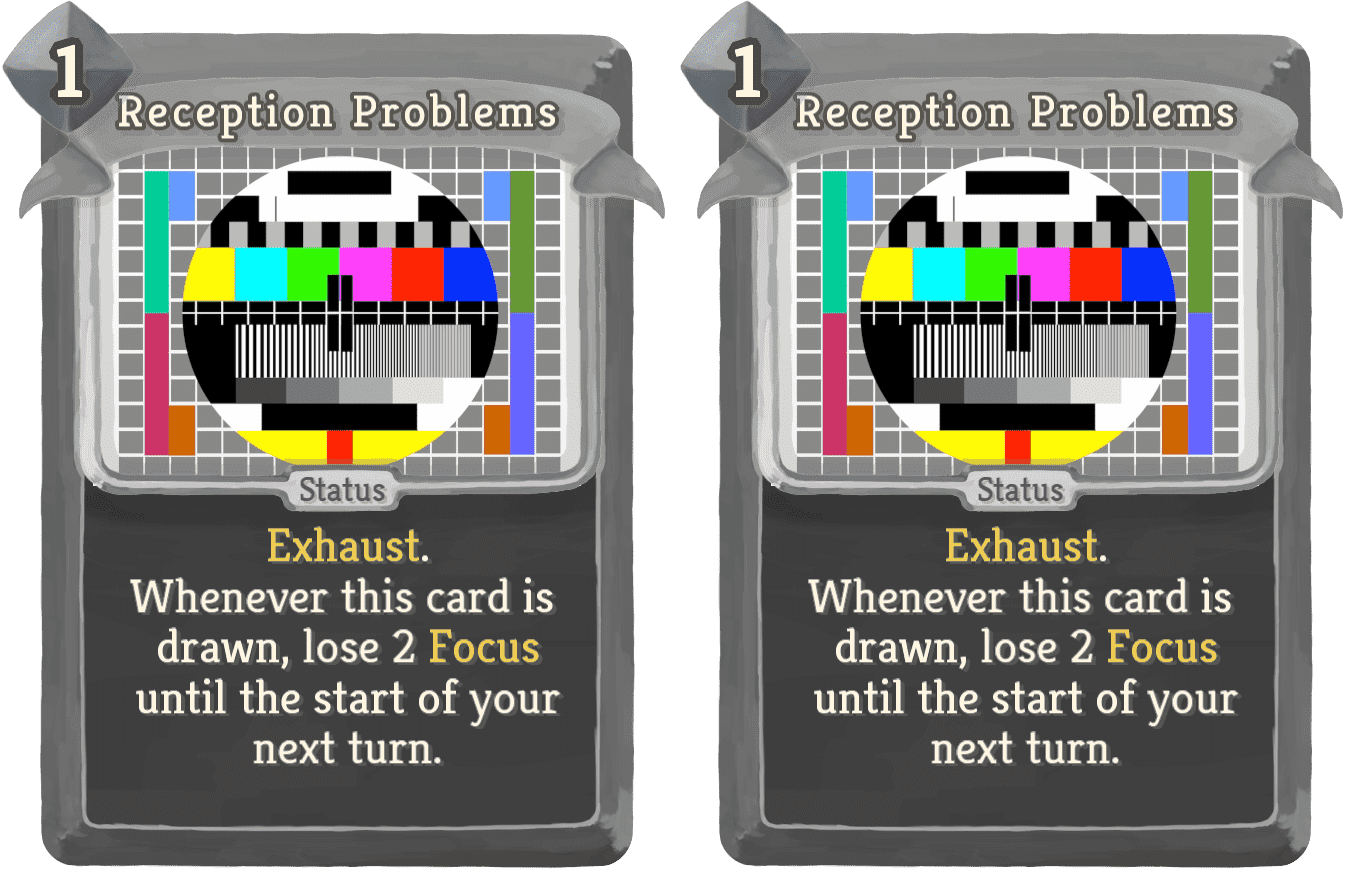 1
Reception Problems
Status
Exhaust.
Whenever this card is
drawn, lose 2 Focus
until the start of your
next turn.
1
Reception Problems
Status
Exhaust.
Whenever this card is
drawn, lose 2 Focus
until the start of your
next turn.